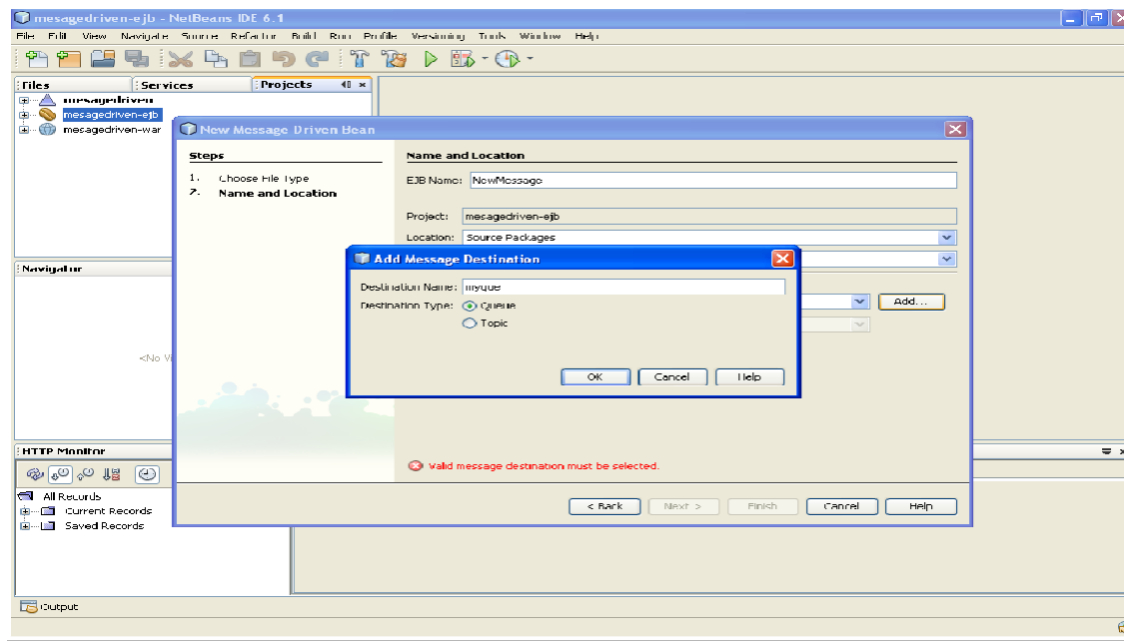 mesagedriven-ejb - NetBeans IDE 6.1
File Edit View Navigate Source Refactor Build Run Profile Versioning Tools Window Help
Files Services Projects
mesagedriven
mesagedriven-ejb
mesagedriven-war
New Message Driven Bean
Steps
1. Choose File Type
2. Name and Location
Name and Location
EJB Name: NewMessage
Project: mesagedriven-ejb
Location: Source Packages
Add Message Destination
Destination Name: myque
Destination Type: Queue
Topic
OK Cancel Help
Add...
Navigator
<No Vi
Valid message destination must be selected.
< Back Next > Finish Cancel Help
HTTP Monitor
All Records
Current Records
Saved Records
Output